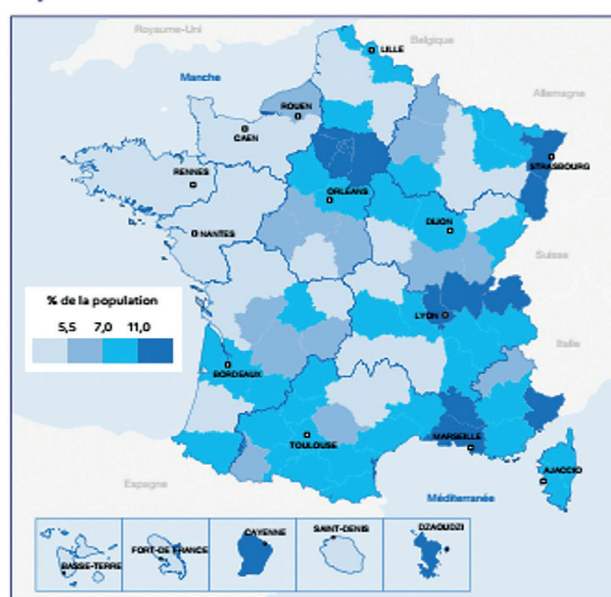 Royaume-Uni
Belgique
LILLE
Manche
Allemagne
ROUEN
CAEN
STRASBOURG
RENNES
ORLÉANS
DIJON
NANTES
Suisse
% de la population
5,5 7,0 11,0
LYON
Italie
BORDEAUX
TOULOUSE
MARSEILLE
AJACCIO
Espagne
Méditerranée
CAYENNE
SAINT-DENIS
DZAOUDZI
FORT-DE-FRANCE
BASSE-TERRE